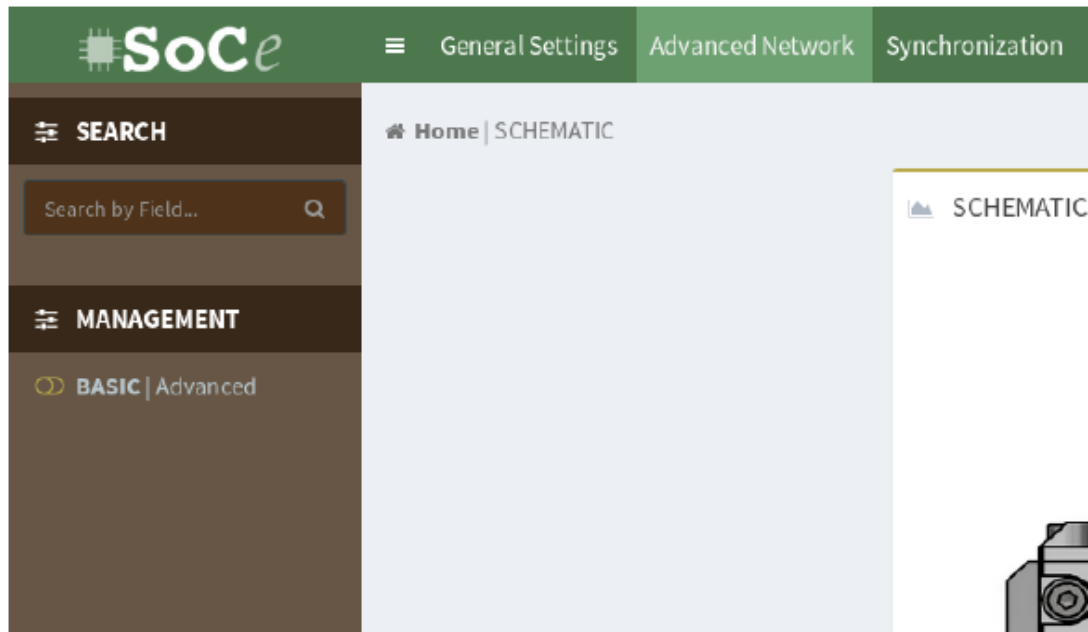 SoCe
General Settings
Advanced Network
Synchronization
SEARCH
Home | SCHEMATIC
Search by Field...
SCHEMATIC
MANAGEMENT
BASIC | Advanced